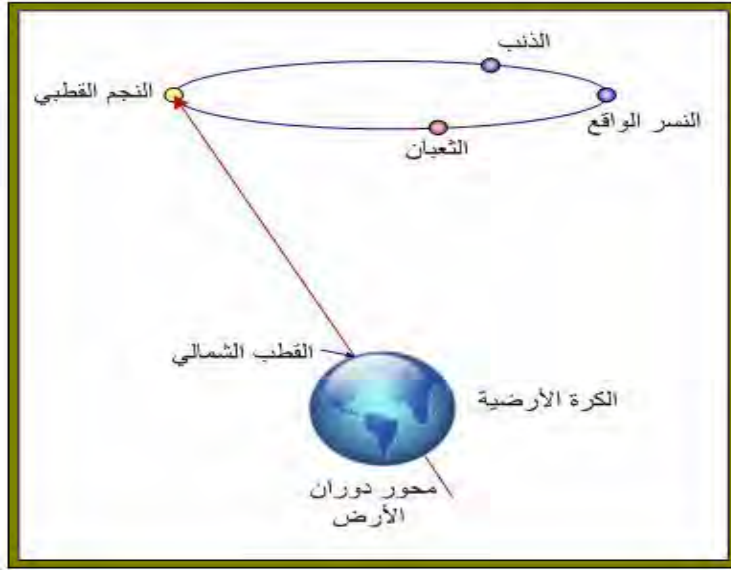 الذنب
النجم القطبي
النسر الواقع
الثعبان
القطب الشمالي
الكرة الأرضية
محور دوران
الأرض